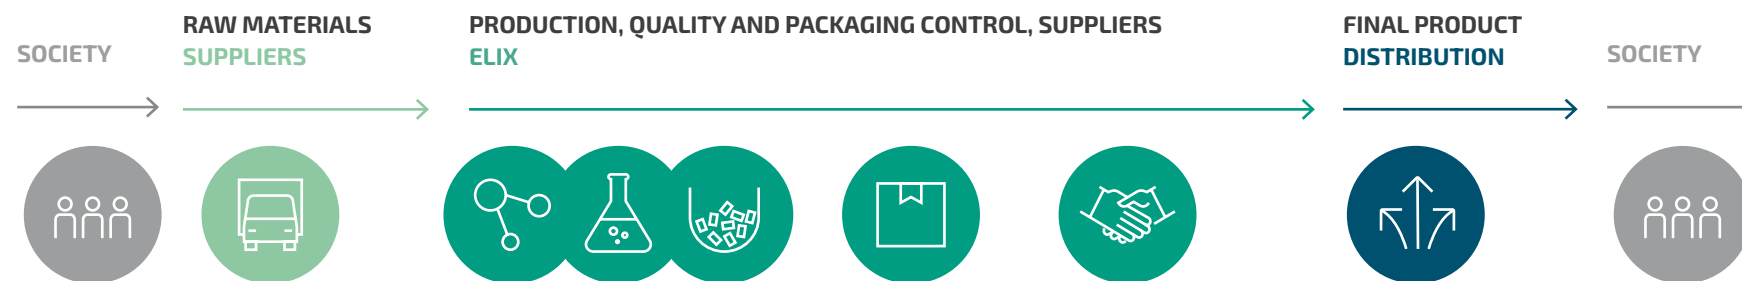 SOCIETY
RAW MATERIALS
SUPPLIERS
PRODUCTION, QUALITY AND PACKAGING CONTROL, SUPPLIERS
ELIX
FINAL PRODUCT
DISTRIBUTION
SOCIETY